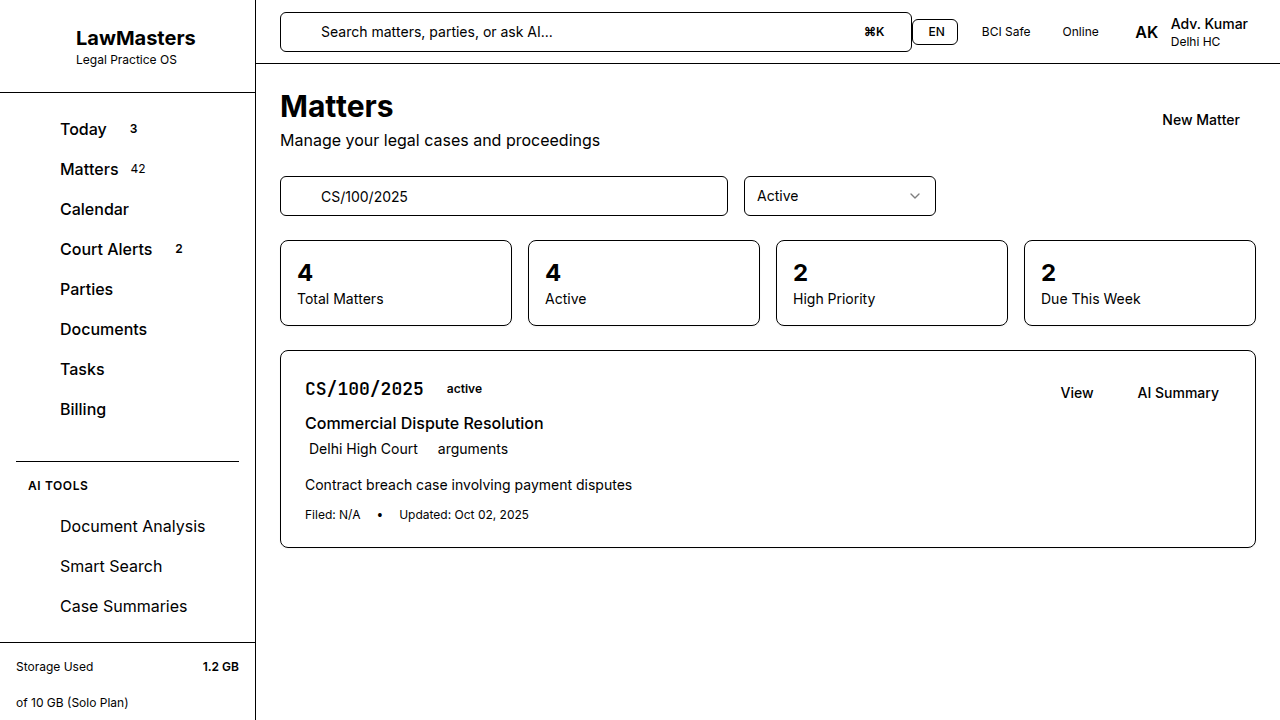 LawMasters
Legal Practice OS
Today 3
Matters 42
Calendar
Court Alerts 2
Parties
Documents
Tasks
Billing
AI TOOLS
Document Analysis
Smart Search
Case Summaries
Storage Used 1.2 GB
of 10 GB (Solo Plan)
Search matters, parties, or ask AI... ⌘K
EN
BCI Safe
Online
AK
Adv. Kumar
Delhi HC
Matters
Manage your legal cases and proceedings
New Matter
CS/100/2025
Active
4
Total Matters
4
Active
2
High Priority
2
Due This Week
CS/100/2025 active
View AI Summary
Commercial Dispute Resolution
Delhi High Court arguments
Contract breach case involving payment disputes
Filed: N/A • Updated: Oct 02, 2025